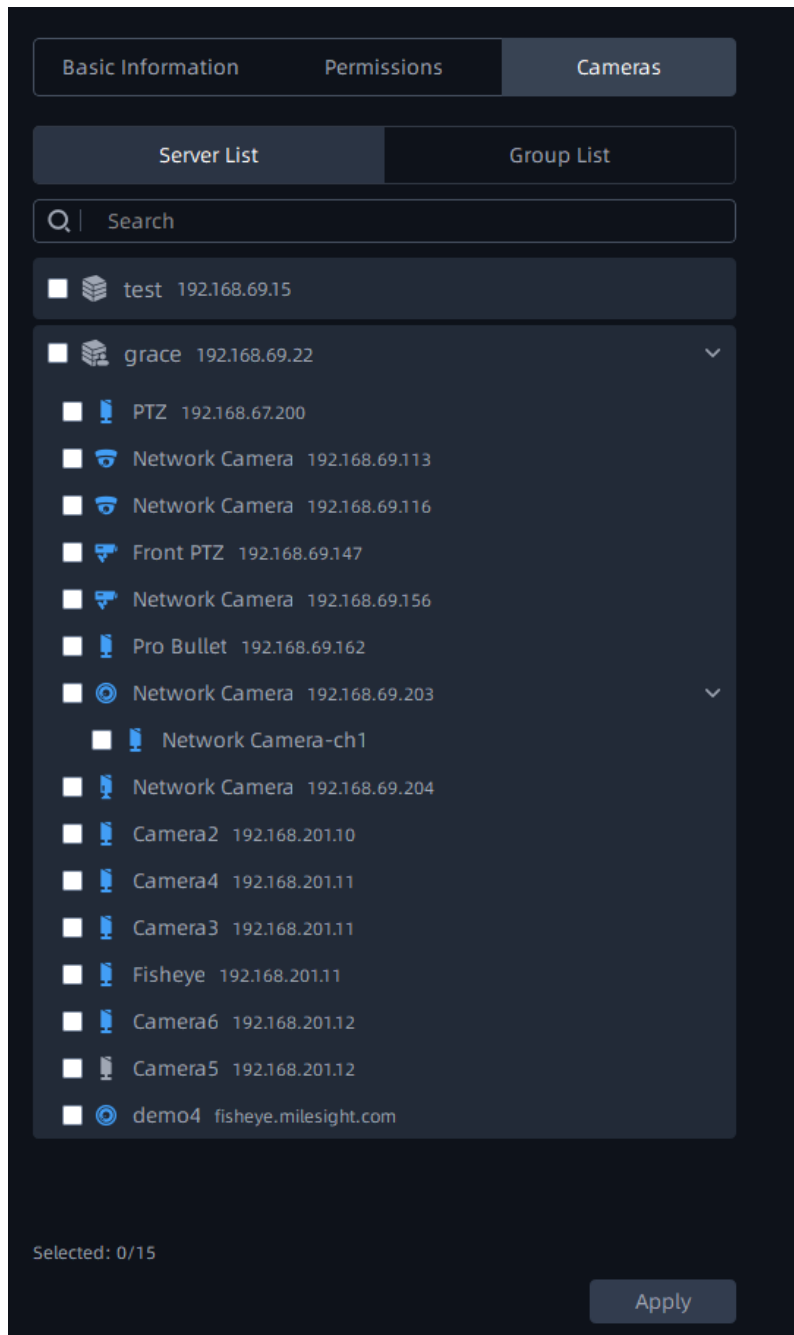 Basic Information Permissions Cameras
Server List Group List
Search
test 192.168.69.15
grace 192.168.69.22
PTZ 192.168.67.200
Network Camera 192.168.69.113
Network Camera 192.168.69.116
Front PTZ 192.168.69.147
Network Camera 192.168.69.156
Pro Bullet 192.168.69.162
Network Camera 192.168.69.203
Network Camera-ch1
Network Camera 192.168.69.204
Camera2 192.168.201.10
Camera4 192.168.201.11
Camera3 192.168.201.11
Fisheye 192.168.201.11
Camera6 192.168.201.12
Camera5 192.168.201.12
demo4 fisheye.milesight.com
Selected: 0/15
Apply